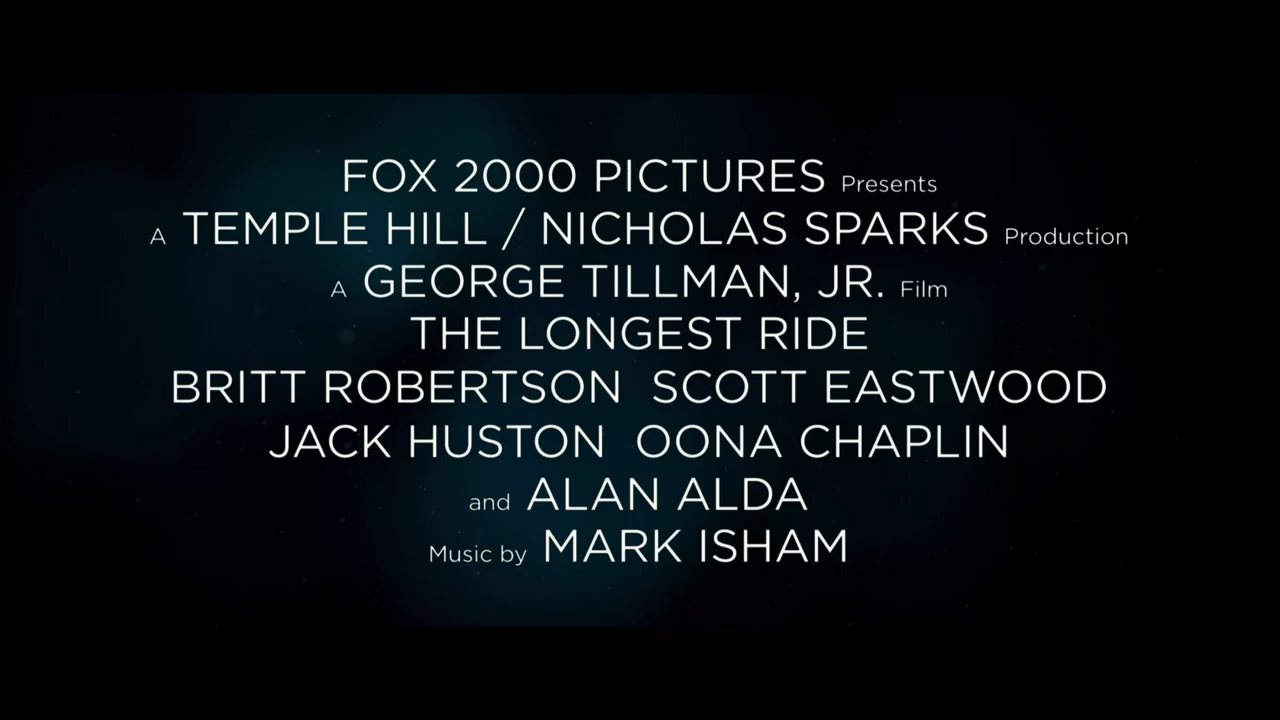 FOX 2000 PICTURES Presents
A TEMPLE HILL / NICHOLAS SPARKS Production
A GEORGE TILLMAN, JR. Film
THE LONGEST RIDE
BRITT ROBERTSON SCOTT EASTWOOD
JACK HUSTON OONA CHAPLIN
and ALAN ALDA
Music by MARK ISHAM